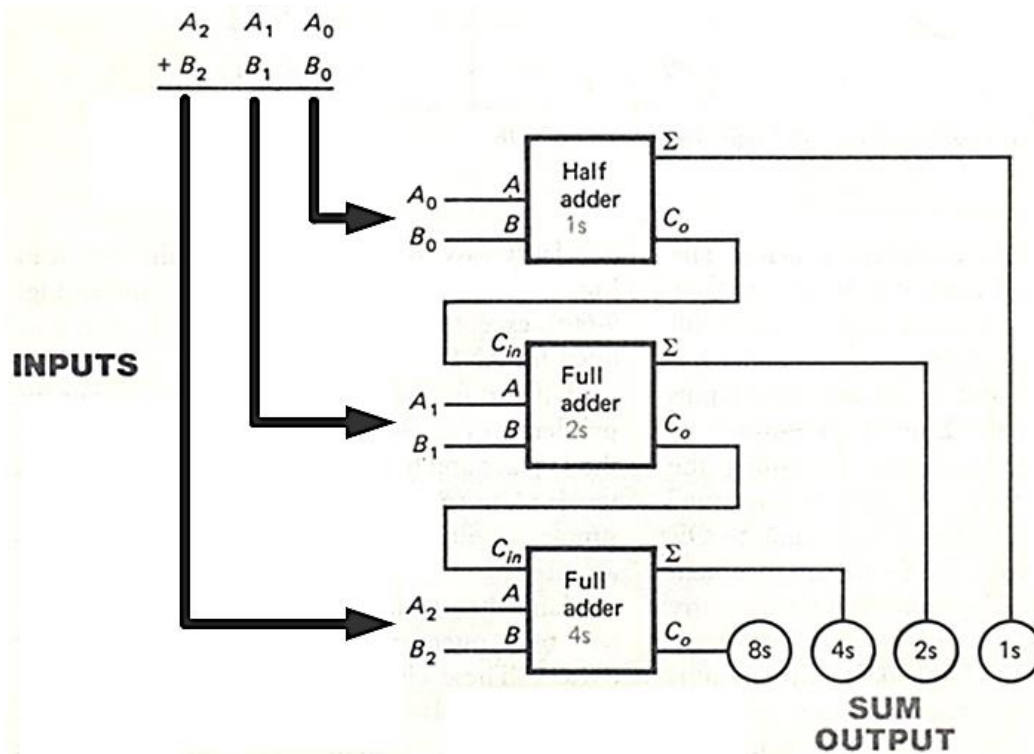 A₂ A₁ A₀
+ B₂ B₁ B₀
Σ
Half
adder
1s
A₀ A
B₀ B
Cₒ
INPUTS
Cᵢₙ
Σ
Full
adder
2s
A₁ A
B₁ B
Cₒ
Cᵢₙ
Σ
Full
adder
4s
A₂ A
B₂ B
Cₒ
8s 4s 2s 1s
SUM
OUTPUT